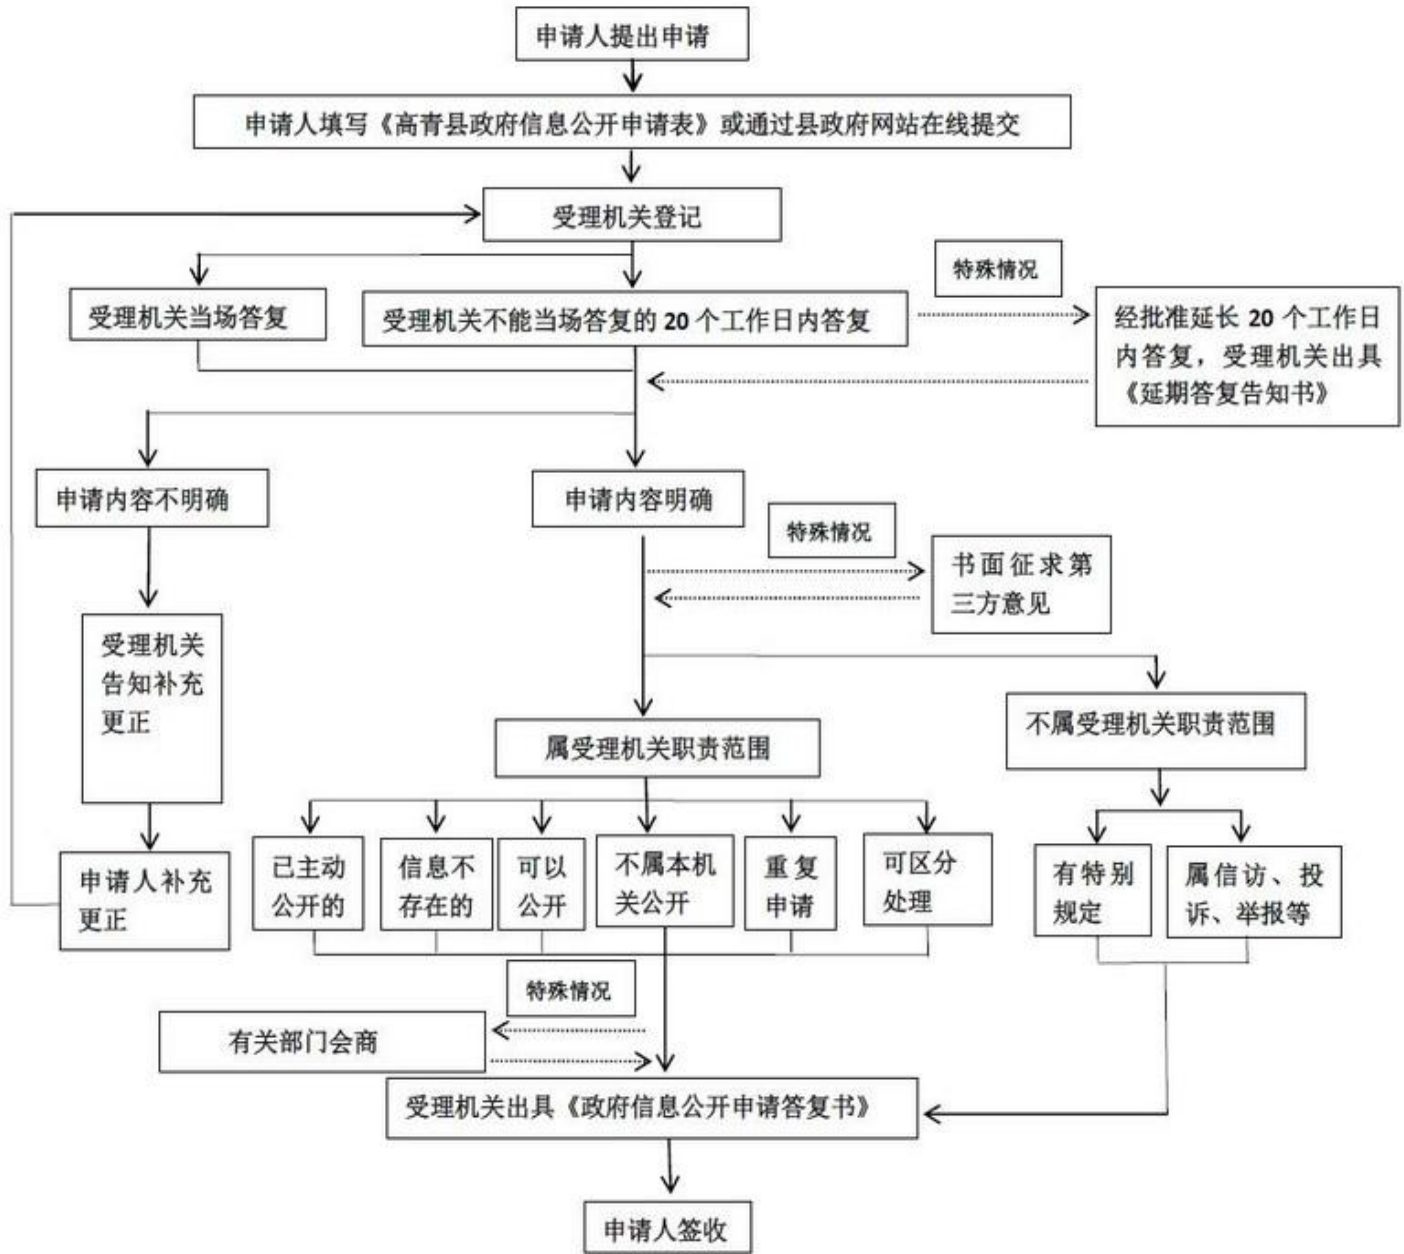 申请人提出申请
申请人填写《高青县政府信息公开申请表》或通过县政府网站在线提交
受理机关登记
特殊情况
受理机关当场答复
受理机关不能当场答复的 20 个工作日内答复
经批准延长 20 个工作日
内答复，受理机关出具
《延期答复告知书》
申请内容不明确
申请内容明确
特殊情况
书面征求第
三方意见
受理机关
告知补充
更正
属受理机关职责范围
不属受理机关职责范围
申请人补充
更正
已主动
公开的
信息不
存在的
可以
公开
不属本机
关公开
重复
申请
可区分
处理
有特别
规定
属信访、投
诉、举报等
特殊情况
有关部门会商
受理机关出具《政府信息公开申请答复书》
申请人签收